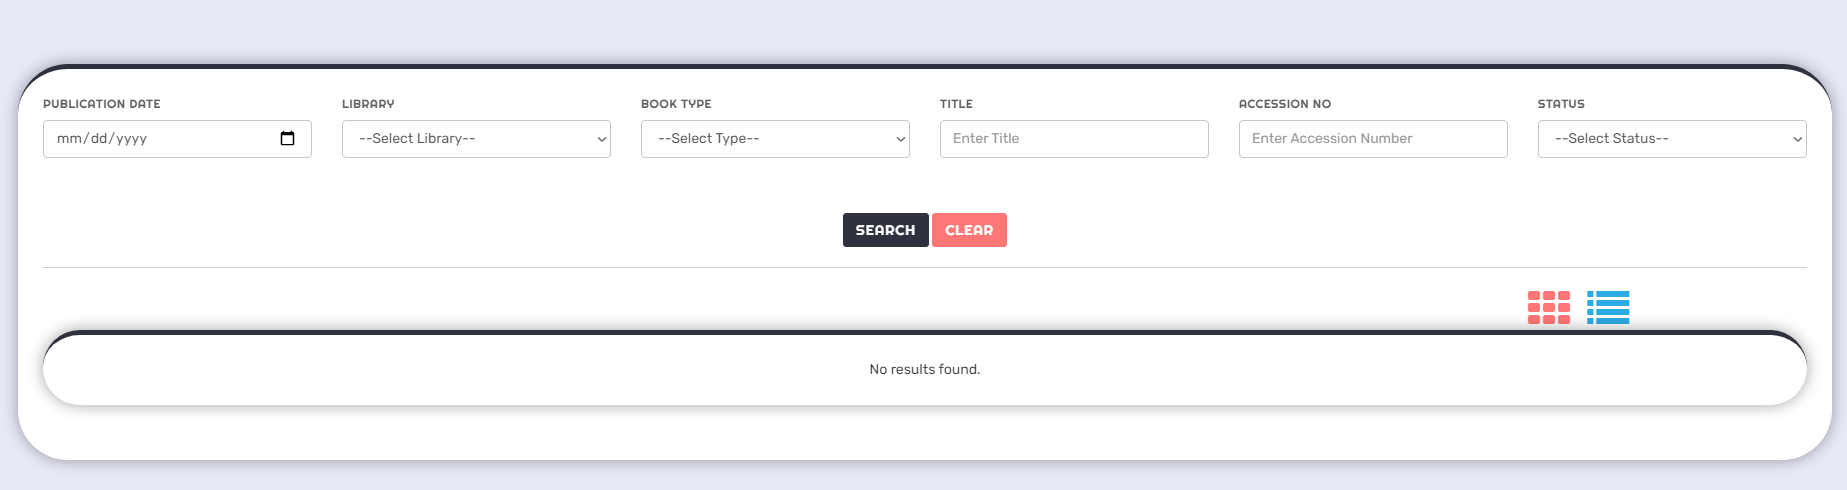 PUBLICATION DATE LIBRARY BOOK TYPE TITLE ACCESSION NO STATUS
mm/dd/yyyy --Select Library-- --Select Type-- Enter Title Enter Accession Number --Select Status--
SEARCH CLEAR
No results found.